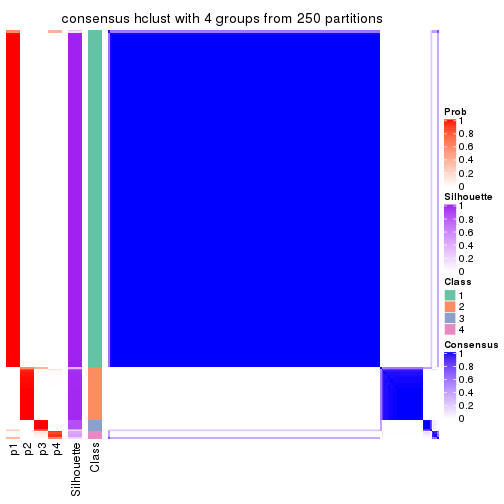 consensus hclust with 4 groups from 250 partitions
Prob
1
0.8
0.6
0.4
0.2
0
Silhouette
1
0.8
0.6
0.4
0.2
0
Class
1
2
3
4
Consensus
1
0.8
0.6
0.4
0.2
0
p1
p2
p3
p4
Silhouette
Class